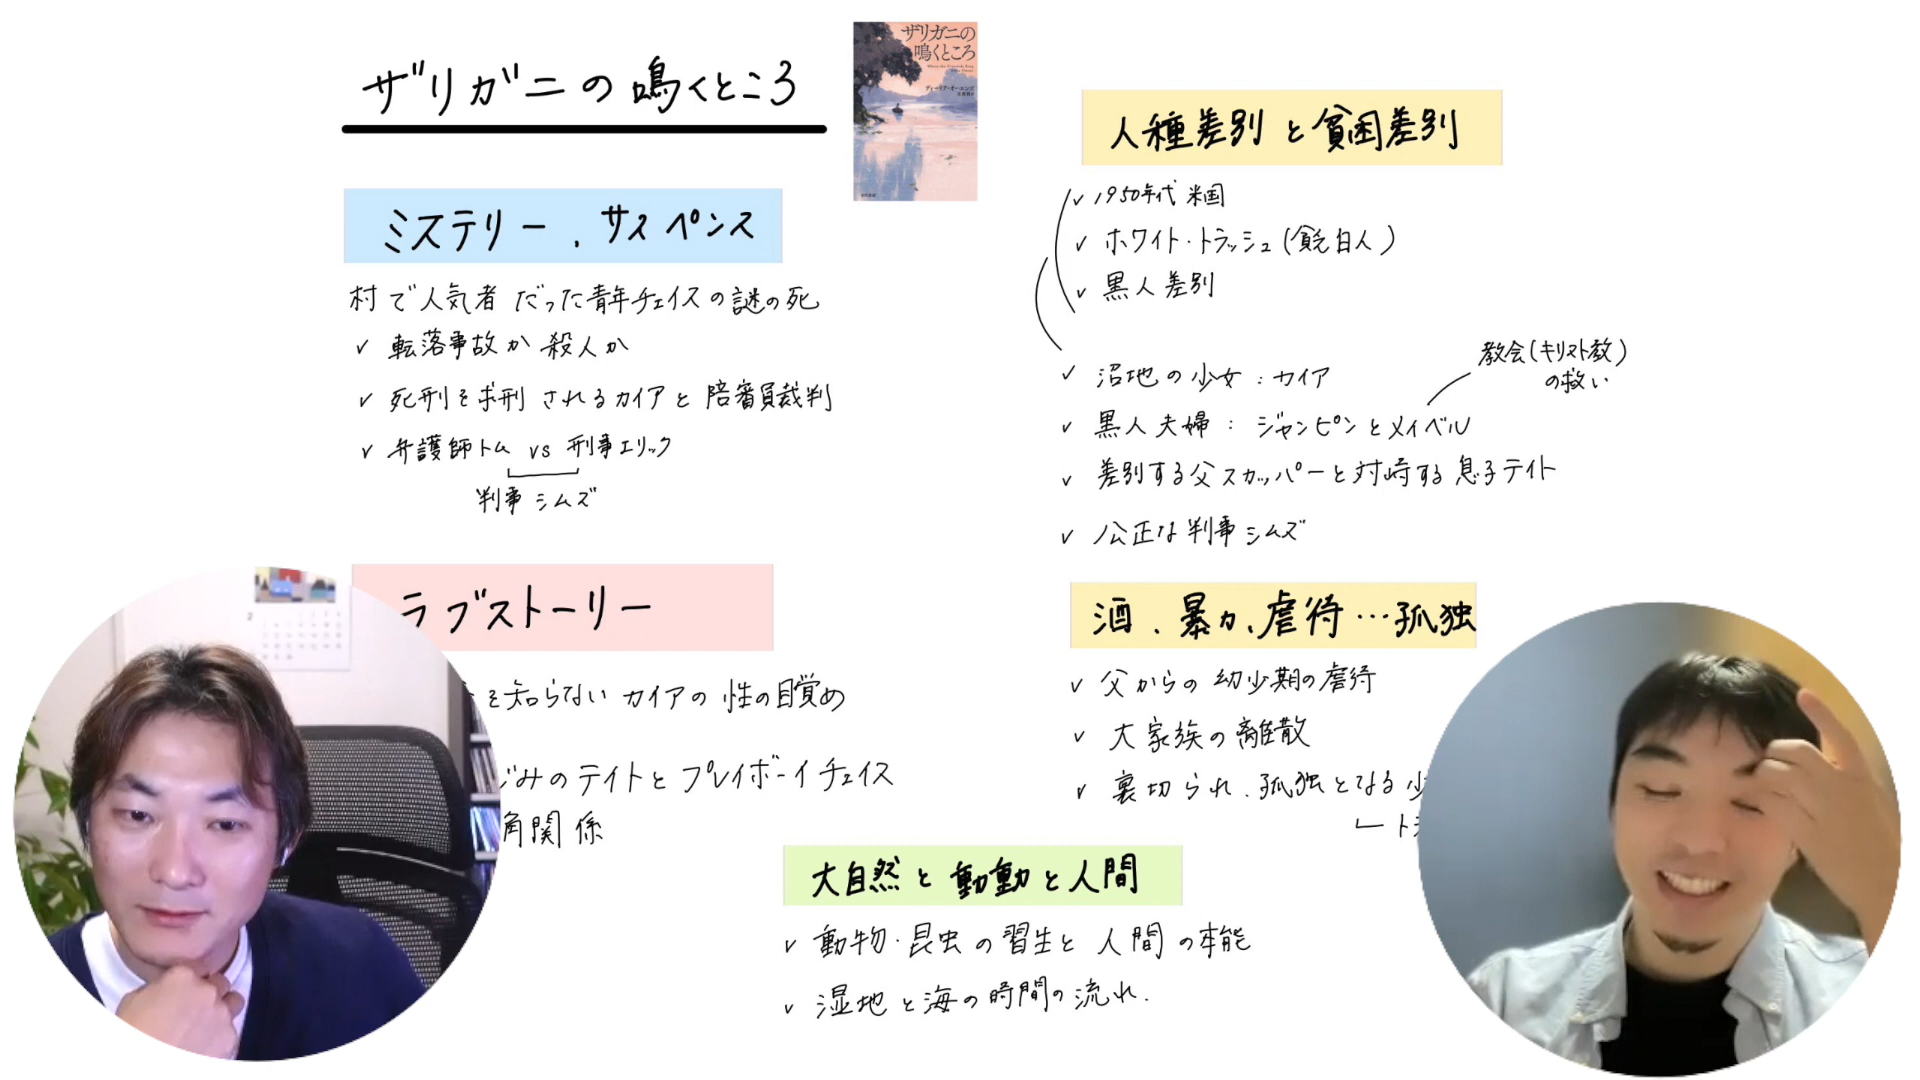 ザリガニの鳴くところ
ザリガニの
鳴くところ
ディーリア・オーエンズ
ミステリー、サスペンス
村で人気者だった青年チェイスの謎の死
✓ 転落事故か殺人か
✓ 死刑を求刑されるカイアと陪審員裁判
✓ 弁護師トム vs 刑事エリック
判事シムズ
ラブストーリー
を知らないカイアの性の目覚め
じみのテイトとプレイボーイチェイス
角関係
人種差別と貧困差別
✓ 1950年代米国
✓ ホワイト・トラッシュ(貧乏白人)
✓ 黒人差別
✓ 沼地の少女:カイア
教会(キリスト教)
の救い
✓ 黒人夫婦:ジャンピンとメイベル
✓ 差別する父スカッパーと対峙する息子テイト
✓ 公正な判事シムズ
酒、暴力、虐待…孤独
✓ 父からの幼少期の虐待
✓ 大家族の離散
✓ 裏切られ、孤独となる少
大自然と動動と人間
✓ 動物・昆虫の習生と人間の本能
✓ 湿地と海の時間の流れ.